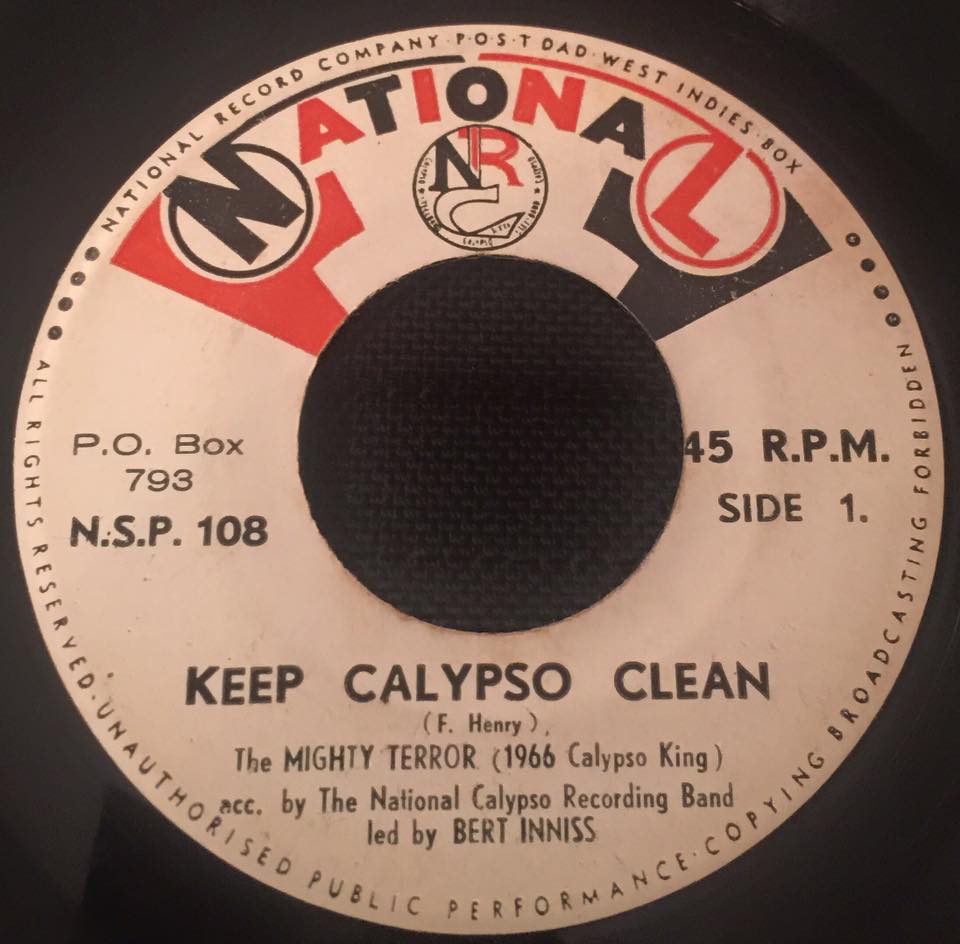 NATIONAL RECORD COMPANY · P·O·S·T DAD · WEST INDIES · BOX
NATIONAL
NRC
P.O. Box
793
N.S.P. 108
45 R.P.M.
SIDE 1.
KEEP CALYPSO CLEAN
(F. Henry).
The MIGHTY TERROR (1966 Calypso King)
acc. by The National Calypso Recording Band
led by BERT INNISS
ALL RIGHTS RESERVED · UNAUTHORISED PUBLIC PERFORMANCE · COPYING BROADCASTING FORBIDDEN